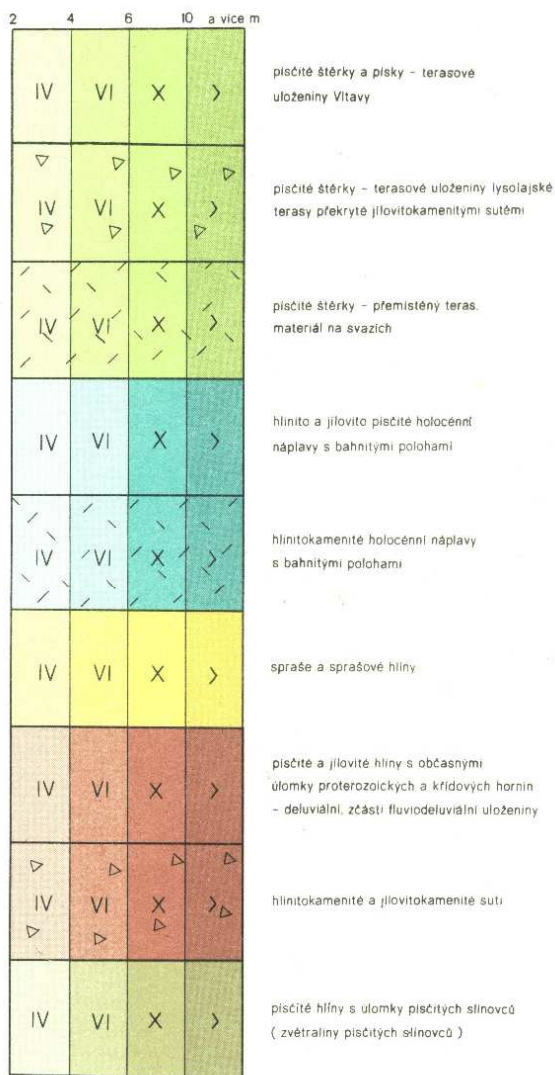 2 4 6 10 a více m
IV VI X >
písčité štěrky a písky – terasové
uloženiny Vltavy
IV VI X >
písčité štěrky – terasové uloženiny lysolajské
terasy překryté jílovitokamenitými sutěmi
IV VI X >
písčité štěrky – přemístěný teras.
materiál na svazích
IV VI X >
hlinito a jílovito písčité holocénní
náplavy s bahnitými polohami
IV VI X >
hlinitokamenité holocénní náplavy
s bahnitými polohami
IV VI X >
spraše a sprašové hlíny
IV VI X >
písčité a jílovité hlíny s občasnými
úlomky proterozoických a křídových hornin
– deluviální, zčásti fluviodeluviální uloženiny
IV VI X >
hlinitokamenité a jílovitokamenité sutí
IV VI X >
písčité hlíny s úlomky písčitých slínovců
( zvětraliny písčitých slínovců )